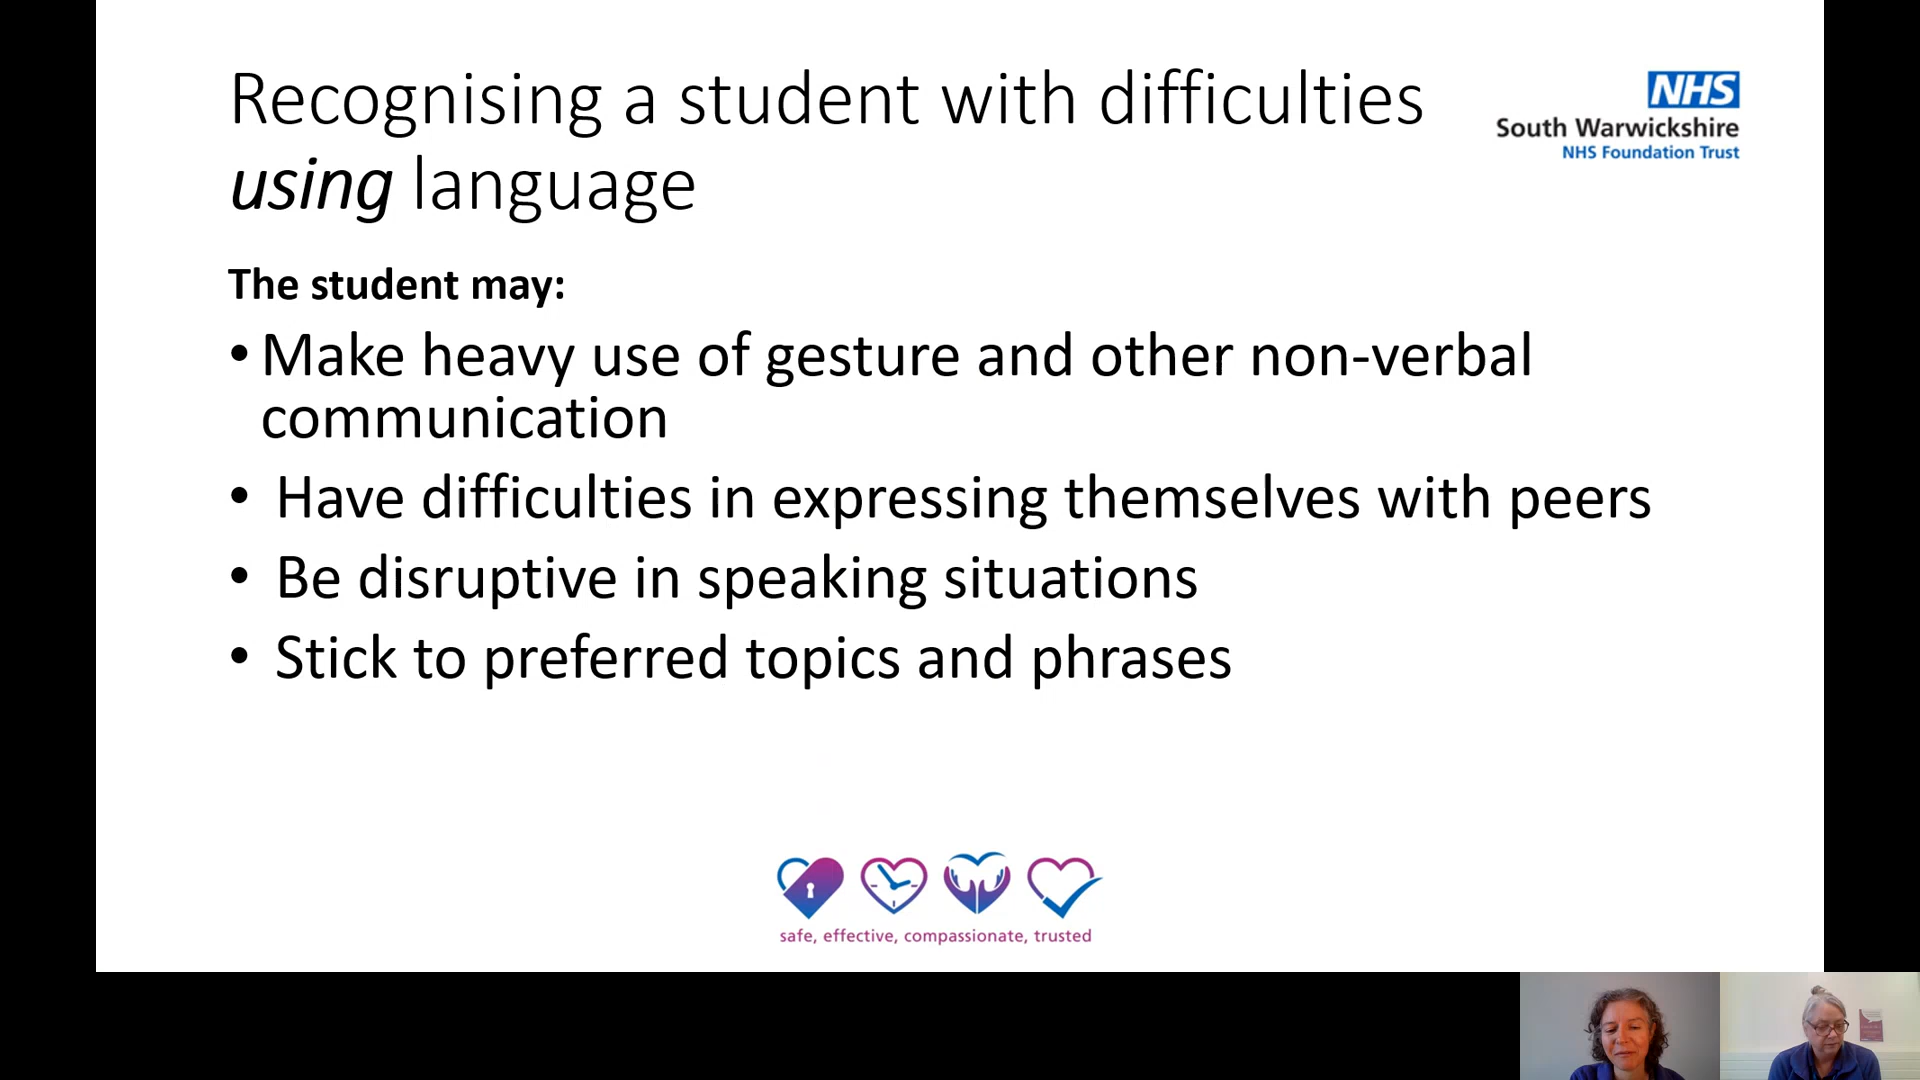 Recognising a student with difficulties
using language
NHS
South Warwickshire
NHS Foundation Trust
The student may:
• Make heavy use of gesture and other non-verbal
communication
• Have difficulties in expressing themselves with peers
• Be disruptive in speaking situations
• Stick to preferred topics and phrases
safe, effective, compassionate, trusted